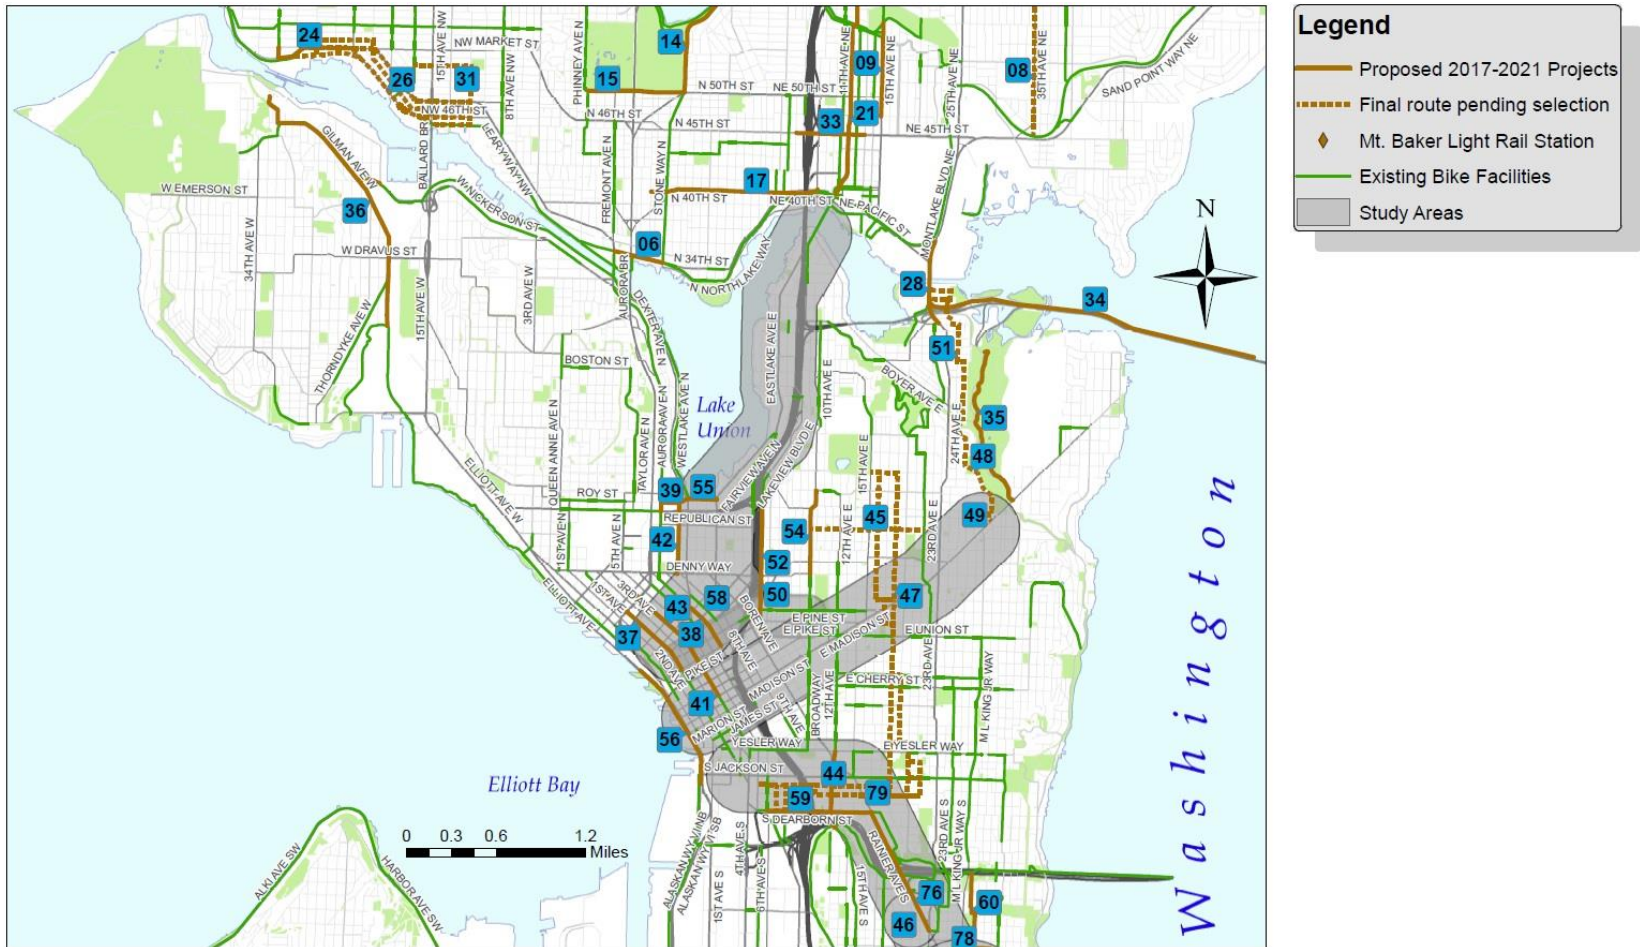 Legend
Proposed 2017-2021 Projects
Final route pending selection
Mt. Baker Light Rail Station
Existing Bike Facilities
Study Areas
24
14
15TH AVE NW
NW MARKET ST
PHINNEY AVE N
8TH AVE NW
11TH AVE NE
09
15TH AVE NE
25TH AVE NE
08
35TH AVE NE
SAND POINT WAY NE
26
31
15
N 50TH ST
NE 50TH ST
NW 46TH ST
N 46TH ST
N 45TH ST
33
21
NE 45TH ST
GILMAN AVE W
BALLARD BR
LEARY WAY NW
W EMERSON ST
W NICKERSON ST
FREMONT AVE N
STONE WAY N
17
N 40TH ST
NE 40TH ST
NE PACIFIC ST
MONTLAKE BLVD NE
36
34TH AVE W
W DRAVUS ST
06
N 34TH ST
N NORTHLAKE WAY
AURORA BR
N
28
34
15TH AVE W
3RD AVE W
THORNDYKE AVE W
DEXTER AVE N
EASTLAKE AVE E
51
BOSTON ST
10TH AVE E
BOYER AVE E
Lake
Union
AURORA AVE N
WESTLAKE AVE N
TAYLOR AVE N
QUEEN ANNE AVE N
24TH AVE E
35
48
ELLIOTT AVE W
FAIRVIEW AVE N
LAKEVIEW BLVD E
15TH AVE E
ROY ST
39
55
REPUBLICAN ST
1ST AVE N
5TH AVE N
42
54
12TH AVE E
45
23RD AVE E
49
DENNY WAY
52
50
47
ELLIOTT AVE
1ST AVE
3RD AVE
43
58
BOREN AVE
E PINE ST
E PIKE ST
E MADISON ST
E UNION ST
37
38
8TH AVE
2ND AVE
PIKE ST
MADISON ST
23RD AVE
E CHERRY ST
M L KING JR WAY
41
MARION ST
JAMES ST
9TH AVE
BROADWAY
12TH AVE
56
YESLER WAY
E YESLER WAY
S JACKSON ST
44
59
79
S DEARBORN ST
Elliott Bay
Washington
0 0.3 0.6 1.2
Miles
ALKI AVE SW
HARBOR AVE SW
ALASKAN WY VI NB
ALASKAN WY VI SB
1ST AVE S
4TH AVE S
6TH AVE S
15TH AVE S
RAINIER AVE S
23RD AVE S
M L KING JR WAY S
76
60
46
78